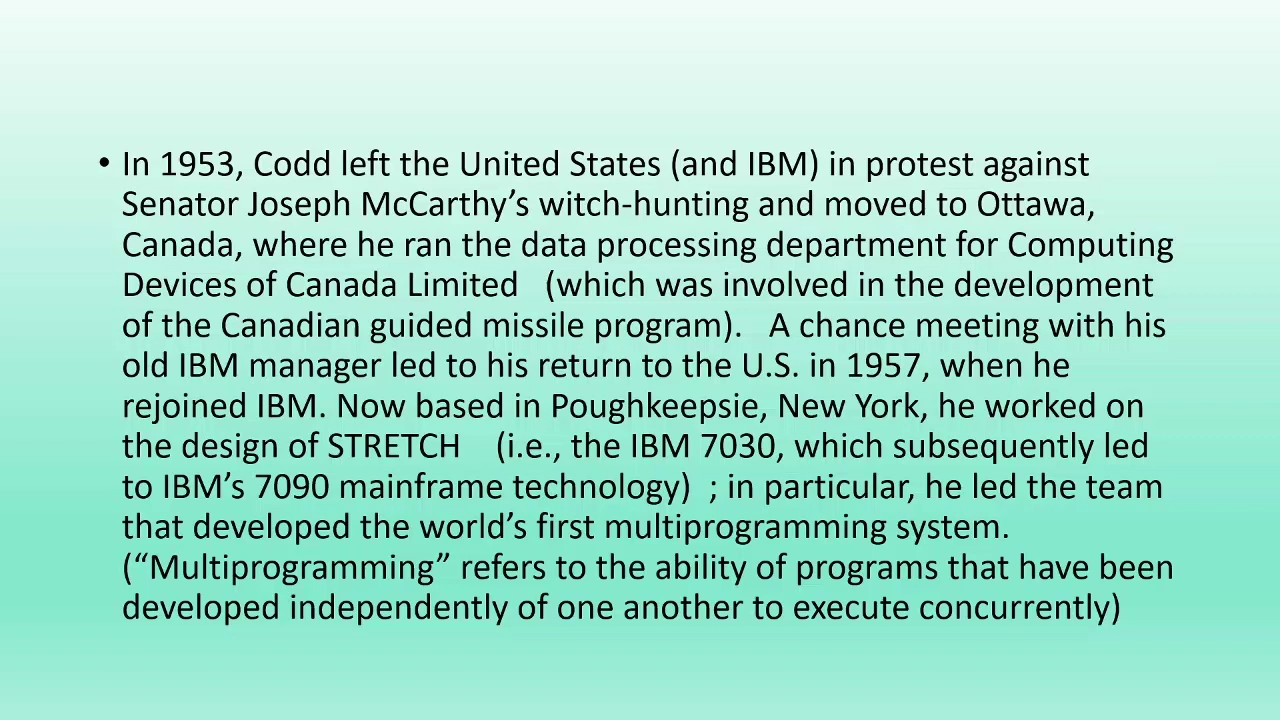 • In 1953, Codd left the United States (and IBM) in protest against
Senator Joseph McCarthy’s witch-hunting and moved to Ottawa,
Canada, where he ran the data processing department for Computing
Devices of Canada Limited   (which was involved in the development
of the Canadian guided missile program).   A chance meeting with his
old IBM manager led to his return to the U.S. in 1957, when he
rejoined IBM. Now based in Poughkeepsie, New York, he worked on
the design of STRETCH    (i.e., the IBM 7030, which subsequently led
to IBM’s 7090 mainframe technology)  ; in particular, he led the team
that developed the world’s first multiprogramming system.
(“Multiprogramming” refers to the ability of programs that have been
developed independently of one another to execute concurrently)